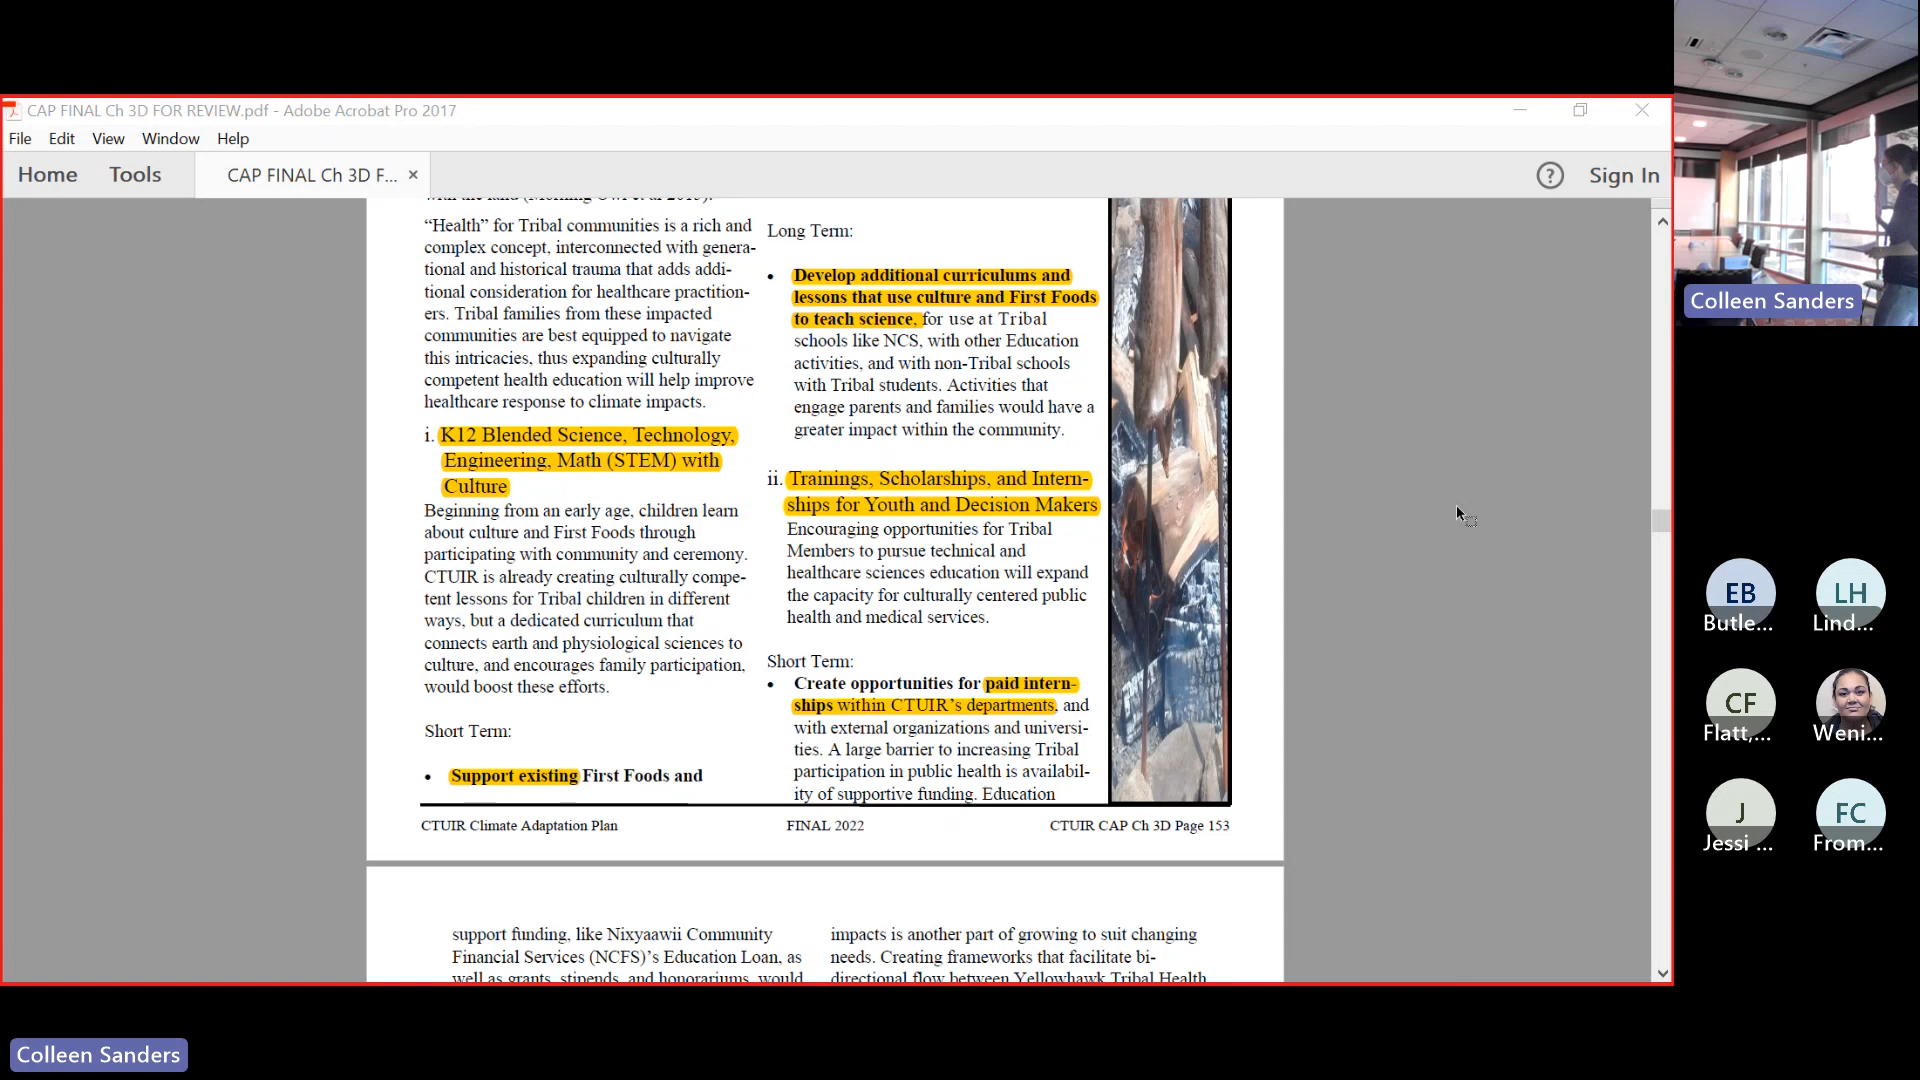 CAP FINAL Ch 3D FOR REVIEW.pdf - Adobe Acrobat Pro 2017
File Edit View Window Help
Home Tools CAP FINAL Ch 3D F... × ? Sign In
“Health” for Tribal communities is a rich and
complex concept, interconnected with genera-
tional and historical trauma that adds addi-
tional consideration for healthcare practition-
ers. Tribal families from these impacted
communities are best equipped to navigate
this intricacies, thus expanding culturally
competent health education will help improve
healthcare response to climate impacts.
i. K12 Blended Science, Technology,
Engineering, Math (STEM) with
Culture
Beginning from an early age, children learn
about culture and First Foods through
participating with community and ceremony.
CTUIR is already creating culturally compe-
tent lessons for Tribal children in different
ways, but a dedicated curriculum that
connects earth and physiological sciences to
culture, and encourages family participation,
would boost these efforts.
Short Term:
• Support existing First Foods and
Long Term:
• Develop additional curriculums and
lessons that use culture and First Foods
to teach science, for use at Tribal
schools like NCS, with other Education
activities, and with non-Tribal schools
with Tribal students. Activities that
engage parents and families would have a
greater impact within the community.
ii. Trainings, Scholarships, and Intern-
ships for Youth and Decision Makers
Encouraging opportunities for Tribal
Members to pursue technical and
healthcare sciences education will expand
the capacity for culturally centered public
health and medical services.
Short Term:
• Create opportunities for paid intern-
ships within CTUIR’s departments, and
with external organizations and universi-
ties. A large barrier to increasing Tribal
participation in public health is availabil-
ity of supportive funding. Education
CTUIR Climate Adaptation Plan FINAL 2022 CTUIR CAP Ch 3D Page 153
support funding, like Nixyaawii Community
Financial Services (NCFS)’s Education Loan, as
well as grants, stipends, and honorariums, would
impacts is another part of growing to suit changing
needs. Creating frameworks that facilitate bi-
directional flow between Yellowhawk Tribal Health
Colleen Sanders
EB LH
Butle... Lind...
CF
Flatt,... Weni...
J FC
Jessi ... From...
Colleen Sanders